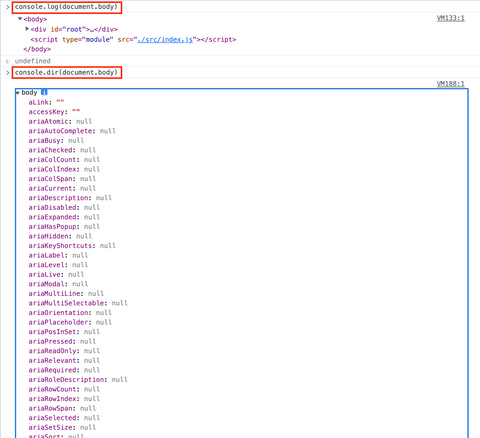 console.log(document.body)
VM133:1
<body>
<div id="root">…</div>
<script type="module" src="./src/index.js"></script>
</body>
undefined
console.dir(document.body)
VM188:1
body i
aLink: ""
accessKey: ""
ariaAtomic: null
ariaAutoComplete: null
ariaBusy: null
ariaChecked: null
ariaColCount: null
ariaColIndex: null
ariaColSpan: null
ariaCurrent: null
ariaDescription: null
ariaDisabled: null
ariaExpanded: null
ariaHasPopup: null
ariaHidden: null
ariaKeyShortcuts: null
ariaLabel: null
ariaLevel: null
ariaLive: null
ariaModal: null
ariaMultiLine: null
ariaMultiSelectable: null
ariaOrientation: null
ariaPlaceholder: null
ariaPosInSet: null
ariaPressed: null
ariaReadOnly: null
ariaRelevant: null
ariaRequired: null
ariaRoleDescription: null
ariaRowCount: null
ariaRowIndex: null
ariaRowSpan: null
ariaSelected: null
ariaSetSize: null
ariaSort: null